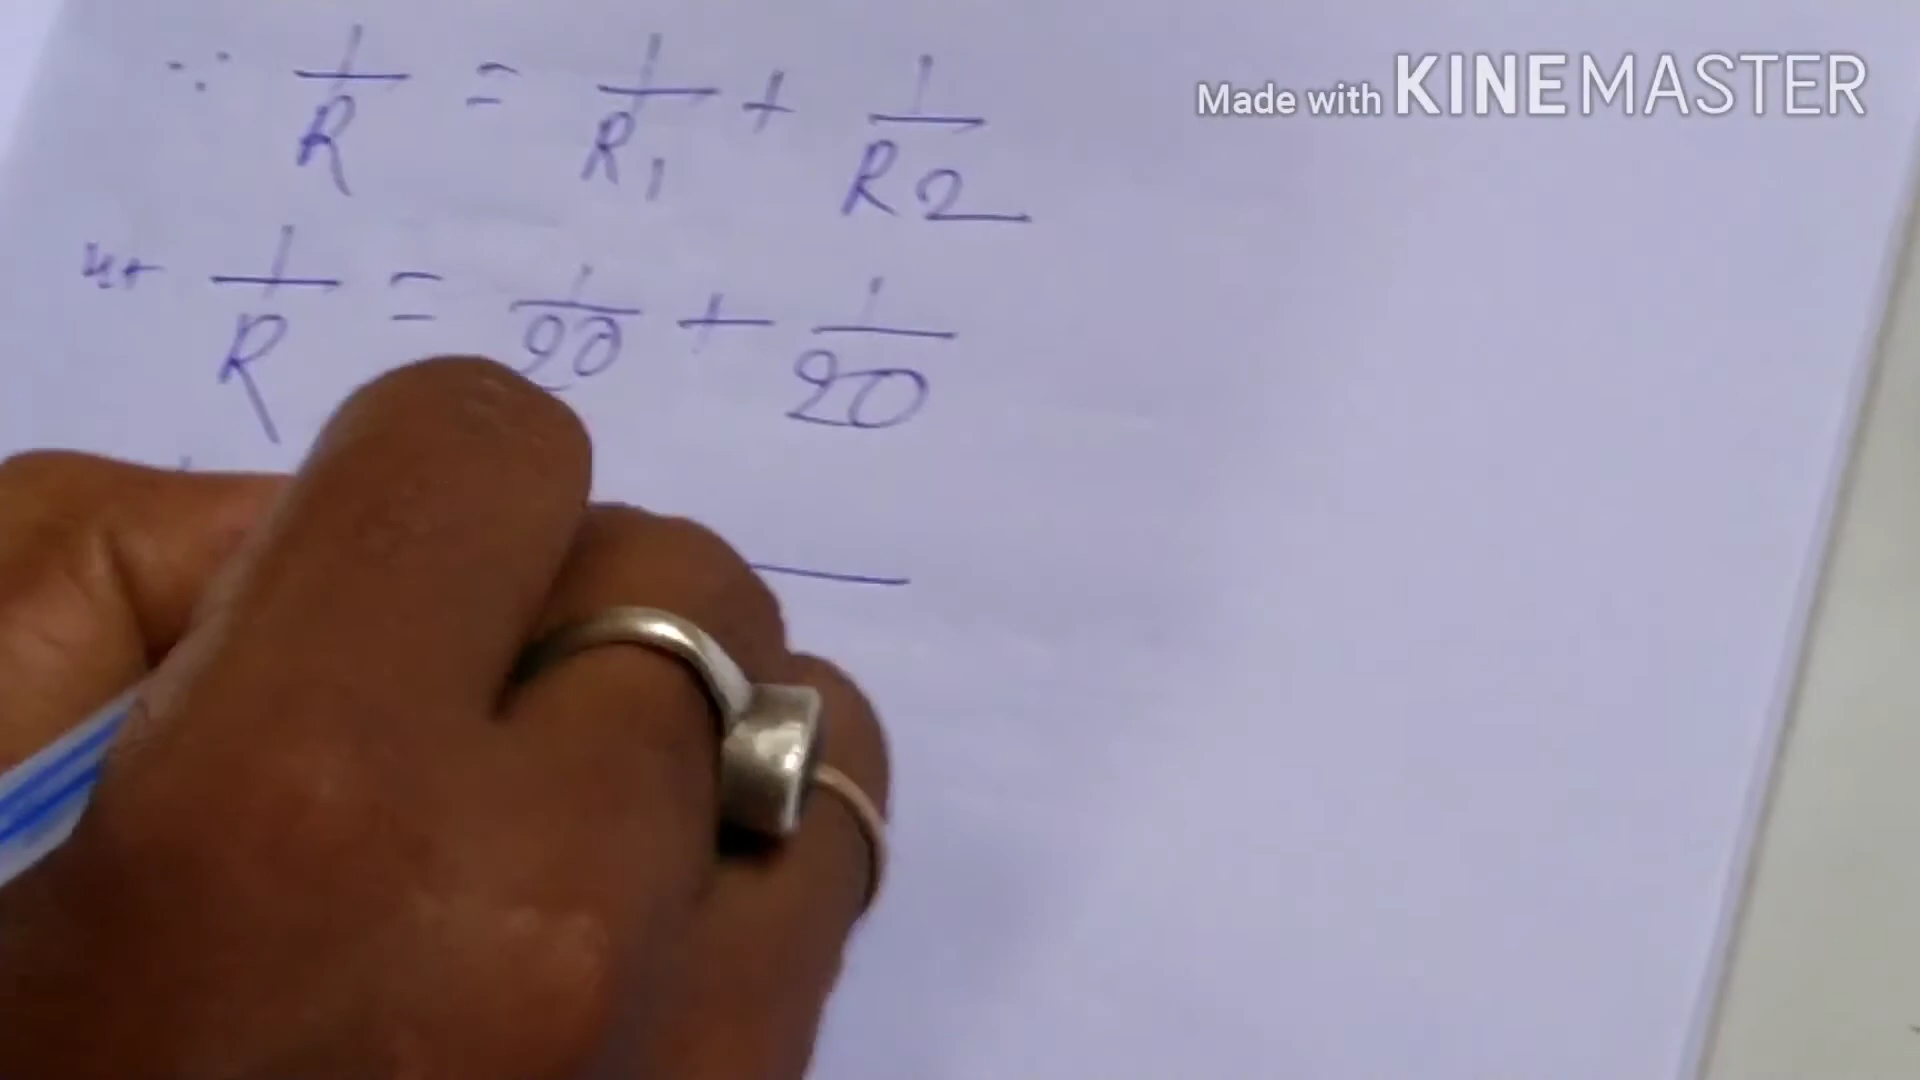 ∵ 1/R = 1/R1 + 1/R2
Made with KINEMASTER
1/R = 1/20 + 1/20